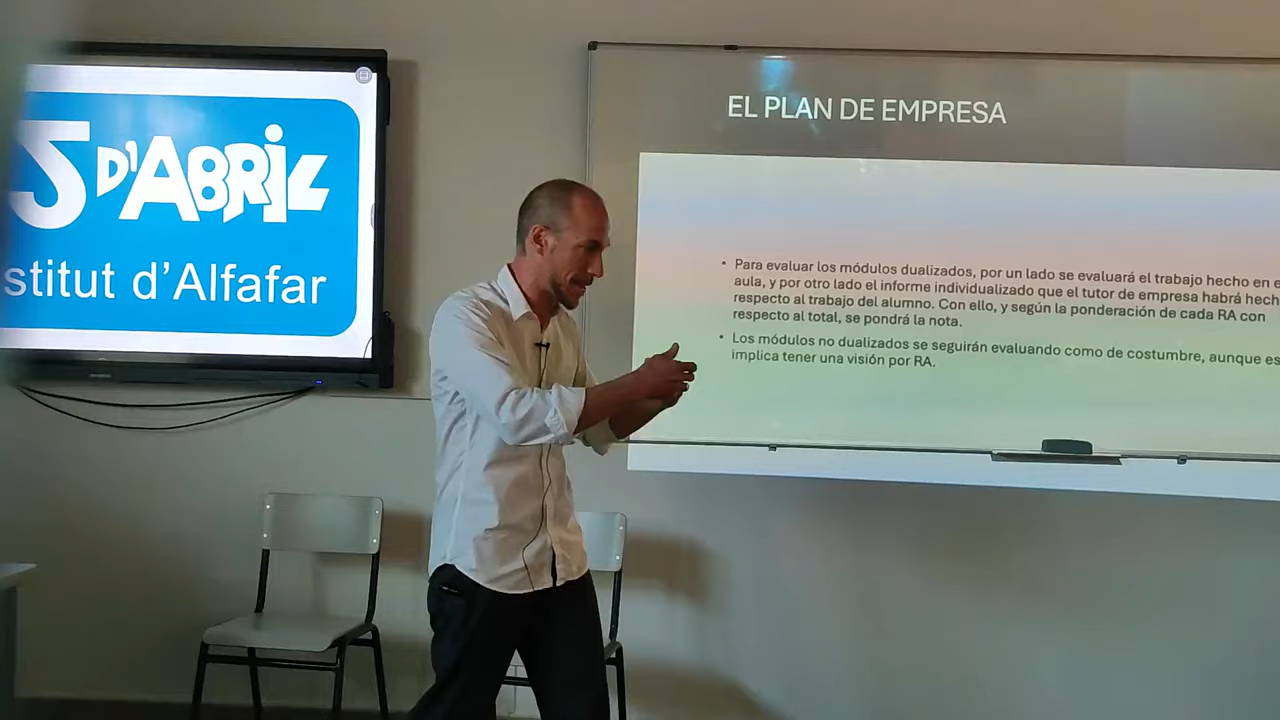 5 D'ABRIL
stitut d'Alfafar
EL PLAN DE EMPRESA
• Para evaluar los módulos dualizados, por un lado se evaluará el trabajo hecho en e
aula, y por otro lado el informe individualizado que el tutor de empresa habrá hech
respecto al trabajo del alumno. Con ello, y según la ponderación de cada RA con
respecto al total, se pondrá la nota.
• Los módulos no dualizados se seguirán evaluando como de costumbre, aunque es
implica tener una visión por RA.